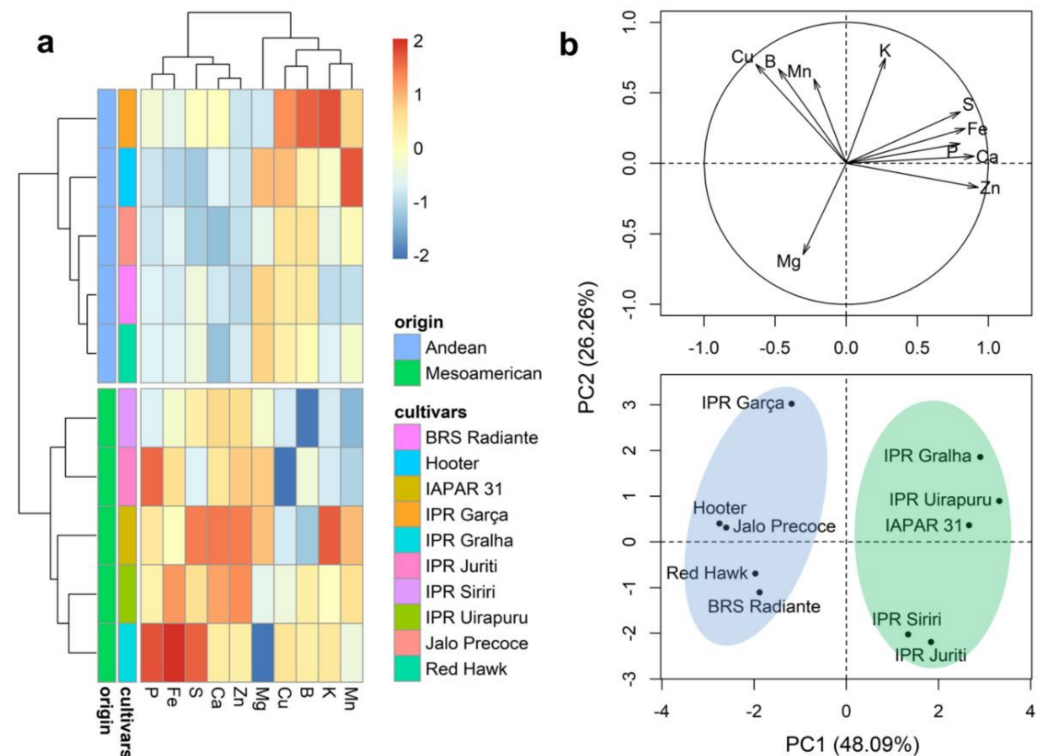 a
2
1
0
-1
-2
origin
Andean
Mesoamerican
cultivars
BRS Radiante
Hooter
IAPAR 31
IPR Garça
IPR Gralha
IPR Juriti
IPR Siriri
IPR Uirapuru
Jalo Precoce
Red Hawk
origin
cultivars
P
Fe
S
Ca
Zn
Mg
Cu
B
K
Mn
b
1.0
0.5
0.0
-0.5
-1.0
Cu
B
Mn
K
S
Fe
P
Ca
Zn
Mg
-1.0
-0.5
0.0
0.5
1.0
PC2 (26.26%)
3
2
1
0
-1
-2
-3
IPR Garça
IPR Gralha
IPR Uirapuru
Hooter
Jalo Precoce
IAPAR 31
Red Hawk
BRS Radiante
IPR Siriri
IPR Juriti
-4
-2
0
2
4
PC1 (48.09%)